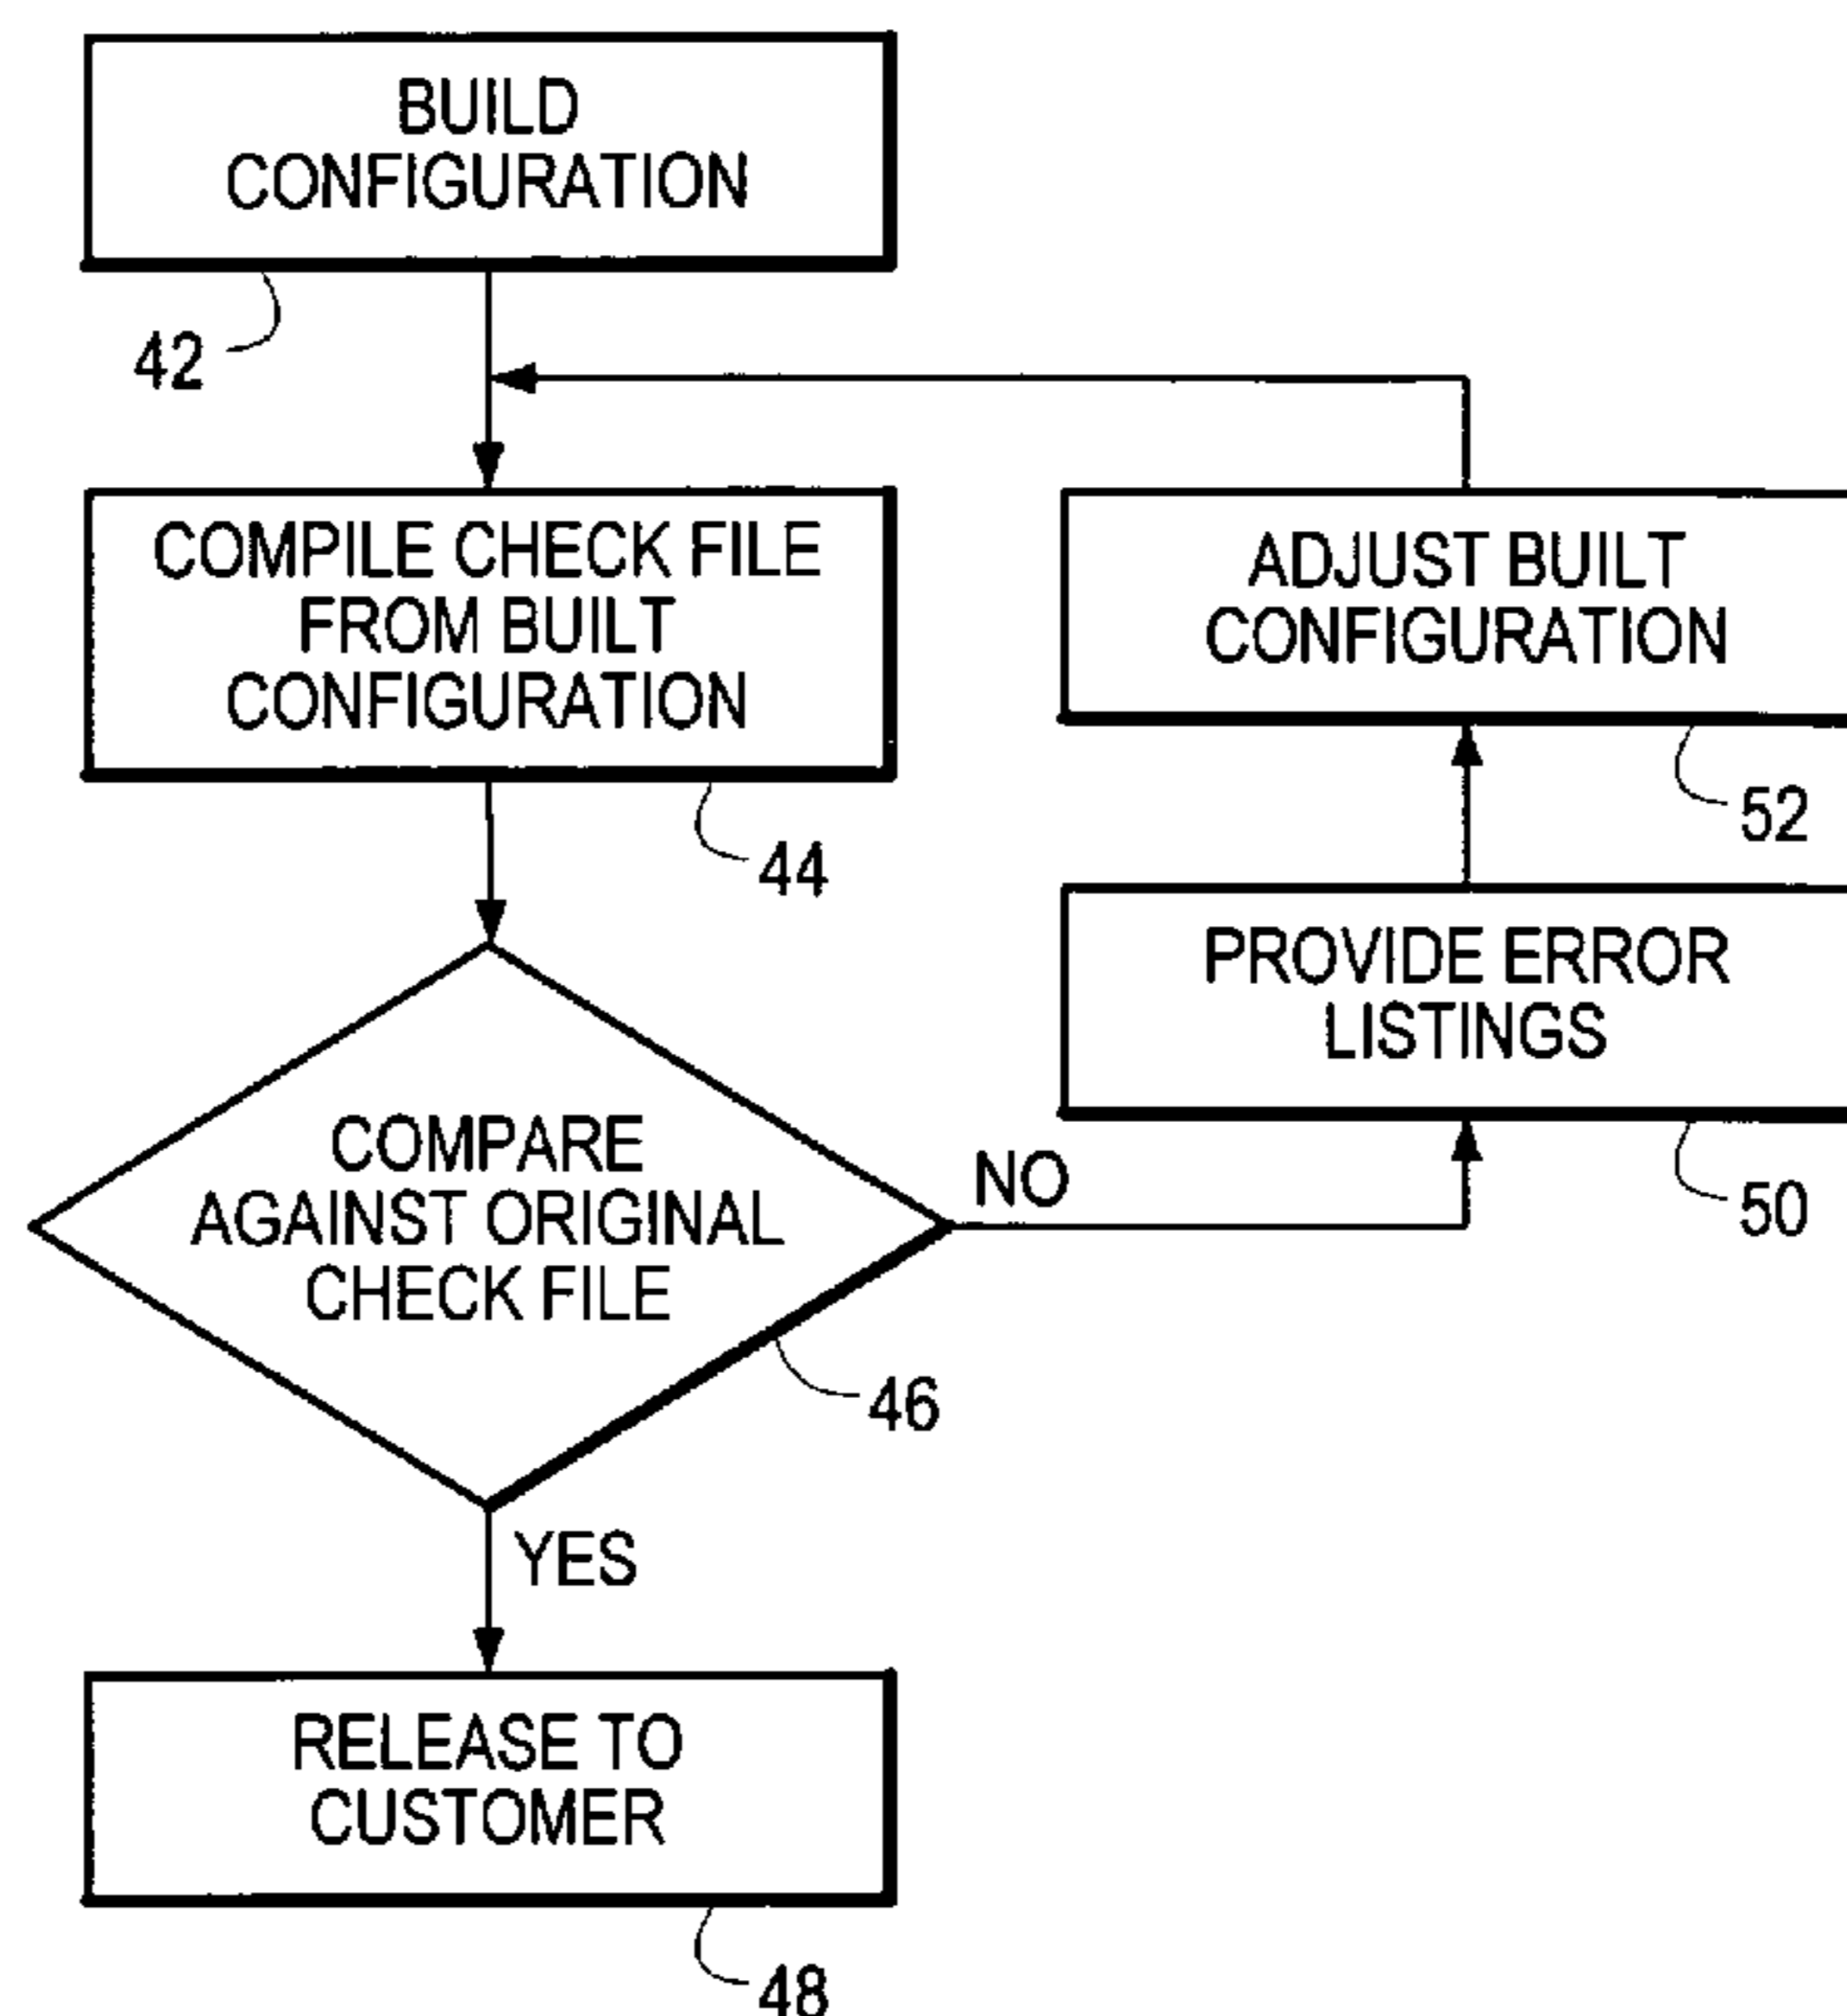 BUILD
CONFIGURATION
42
COMPILE CHECK FILE
FROM BUILT
CONFIGURATION
44
COMPARE
AGAINST ORIGINAL
CHECK FILE
46
NO
YES
RELEASE TO
CUSTOMER
48
PROVIDE ERROR
LISTINGS
50
ADJUST BUILT
CONFIGURATION
52